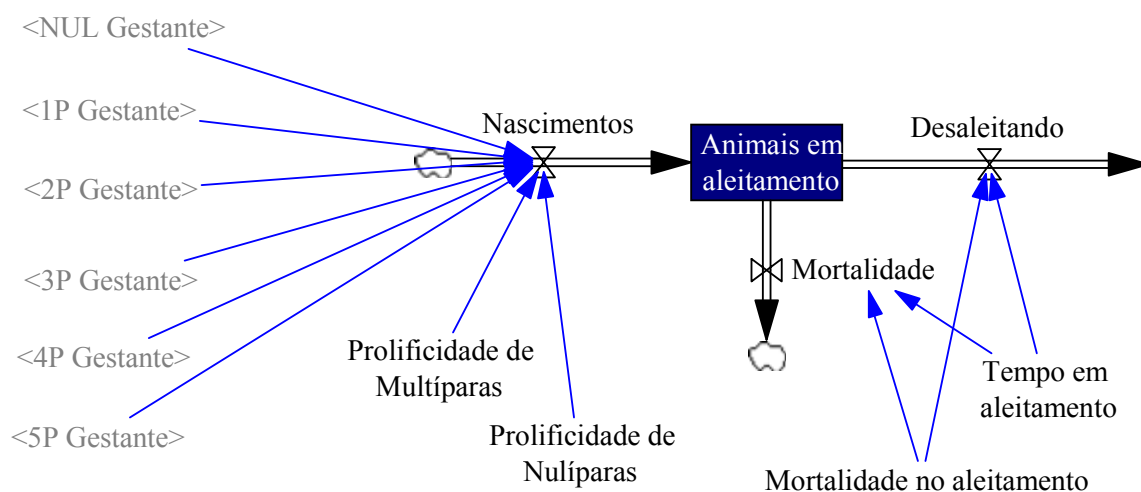 <NUL Gestante>
<1P Gestante>
<2P Gestante>
<3P Gestante>
<4P Gestante>
<5P Gestante>
Nascimentos
Prolificidade de
Multíparas
Prolificidade de
Nulíparas
Animais em
aleitamento
Mortalidade
Desaleitando
Tempo em
aleitamento
Mortalidade no aleitamento